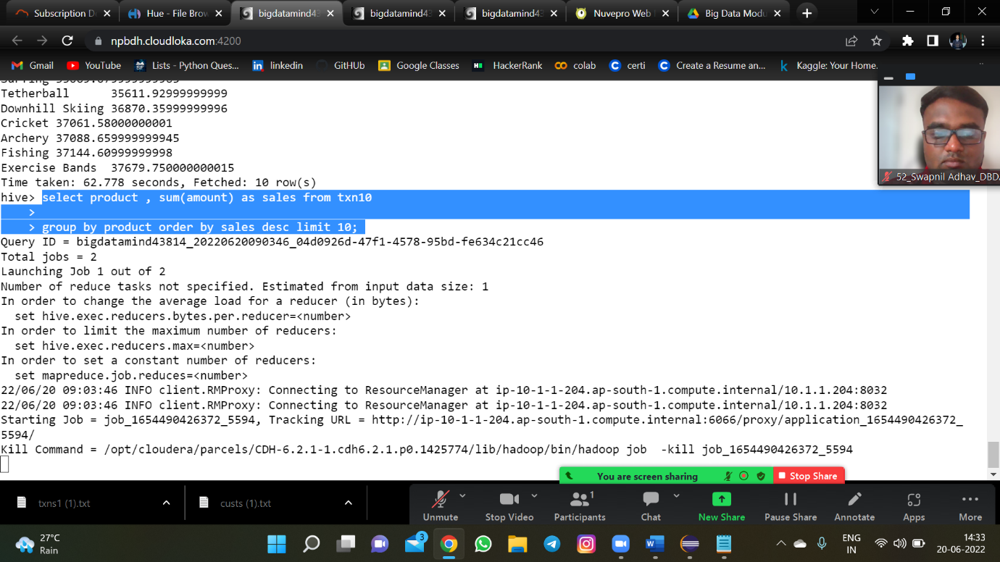 Subscription D
Hue - File Brow
bigdatamind43
bigdatamind43
bigdatamind43
Nuvepro Web
Big Data Modu
npbdh.cloudloka.com:4200
Gmail
YouTube
Lists - Python Ques...
linkedin
GitHUb
Google Classes
HackerRank
colab
certi
Create a Resume an...
Kaggle: Your Home.
Tetherball 35611.92999999999
Downhill Skiing 36870.35999999996
Cricket 37061.58000000001
Archery 37088.659999999945
Fishing 37144.60999999998
Exercise Bands 37679.750000000015
Time taken: 62.778 seconds, Fetched: 10 row(s)
hive> select product , sum(amount) as sales from txn10
>
> group by product order by sales desc limit 10;
Query ID = bigdatamind43814_20220620090346_04d0926d-47f1-4578-95bd-fe634c21cc46
Total jobs = 2
Launching Job 1 out of 2
Number of reduce tasks not specified. Estimated from input data size: 1
In order to change the average load for a reducer (in bytes):
set hive.exec.reducers.bytes.per.reducer=<number>
In order to limit the maximum number of reducers:
set hive.exec.reducers.max=<number>
In order to set a constant number of reducers:
set mapreduce.job.reduces=<number>
22/06/20 09:03:46 INFO client.RMProxy: Connecting to ResourceManager at ip-10-1-1-204.ap-south-1.compute.internal/10.1.1.204:8032
22/06/20 09:03:46 INFO client.RMProxy: Connecting to ResourceManager at ip-10-1-1-204.ap-south-1.compute.internal/10.1.1.204:8032
Starting Job = job_1654490426372_5594, Tracking URL = http://ip-10-1-1-204.ap-south-1.compute.internal:6066/proxy/application_1654490426372_
5594/
Kill Command = /opt/cloudera/parcels/CDH-6.2.1-1.cdh6.2.1.p0.1425774/lib/hadoop/bin/hadoop job -kill job_1654490426372_5594
52_Swapnil Adhav_DBD
You are screen sharing
Stop Share
txns1 (1).txt
custs (1).txt
Unmute
Stop Video
1
Participants
Chat
New Share
Pause Share
Annotate
Apps
More
27°C
Rain
3
ENG
IN
14:33
20-06-2022